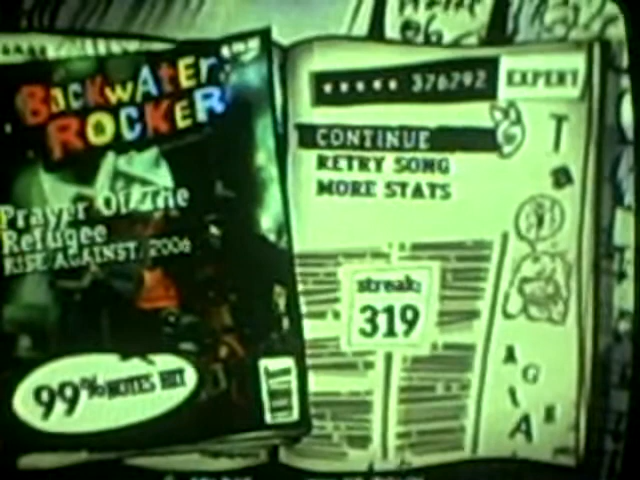 BackwAtEr
ROCKER
Prayer Of The
Refugee
RISE AGAINST, 2006
99% NOTES HIT
376292 EXPERT
CONTINUE
RETRY SONG
MORE STATS
streak:
319